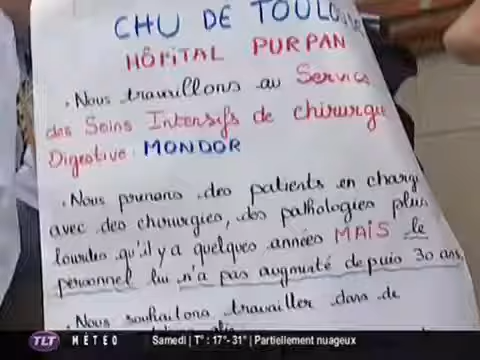 CHU DE TOULOUSE
HÔPITAL PURPAN
. Nous travaillons au Service
des Soins Intensifs de chirurgie
Digestive MONDOR
. Nous prenons des patients en charge
avec des chirurgies, des pathologies plus
lourdes qu'il y a quelques années MAIS le
personnel lui n'a pas augmenté depuis 30 ans.
. Nous souhaitons travailler dans de
TLT MÉTEO Samedi | T° : 17°- 31° | Partiellement nuageux